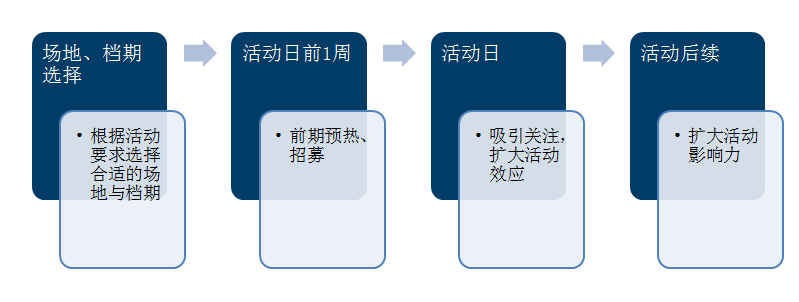 场地、档期
选择
• 根据活动
要求选择
合适的场
地与档期
活动日前1周
• 前期预热、
招募
活动日
• 吸引关注，
扩大活动
效应
活动后续
• 扩大活动
影响力